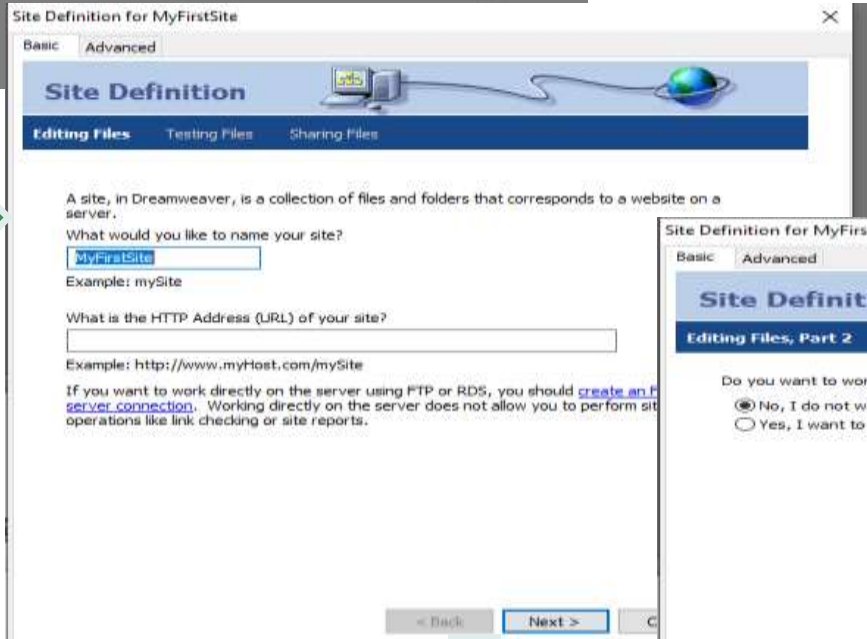 Site Definition for MyFirstSite
Basic Advanced
Site Definition
Editing Files Testing Files Sharing Files
A site, in Dreamweaver, is a collection of files and folders that corresponds to a website on a
server.
What would you like to name your site?
MyFirstSite
Example: mySite
What is the HTTP Address (URL) of your site?
Example: http://www.myHost.com/mySite
If you want to work directly on the server using FTP or RDS, you should create an F
server connection. Working directly on the server does not allow you to perform sit
operations like link checking or site reports.
< Back Next > C
Site Definition for MyFirs
Basic Advanced
Site Definit
Editing Files, Part 2
Do you want to wor
No, I do not w
Yes, I want to